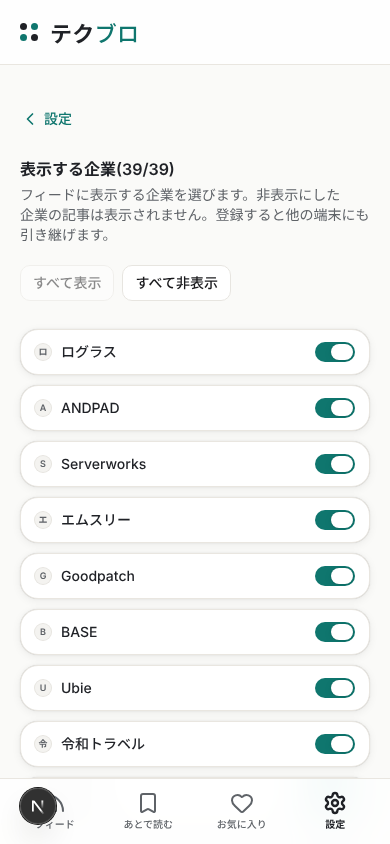 テクブロ
設定
表示する企業(39/39)
フィードに表示する企業を選びます。非表示にした
企業の記事は表示されません。登録すると他の端末にも
引き継げます。
すべて表示
すべて非表示
ロ ログラス
A ANDPAD
S Serverworks
エ エムスリー
G Goodpatch
B BASE
U Ubie
令 令和トラベル
N
フィード
あとで読む
お気に入り
設定